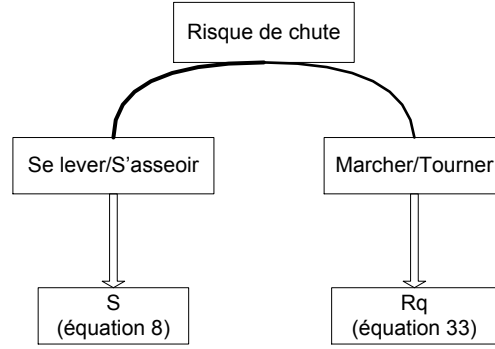 Risque de chute
Se lever/S'asseoir
Marcher/Tourner
S
(équation 8)
Rq
(équation 33)